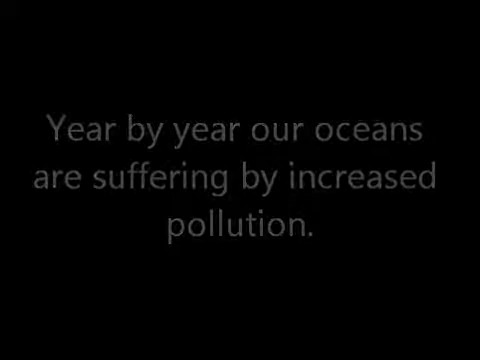 Year by year our oceans
are suffering by increased
pollution.